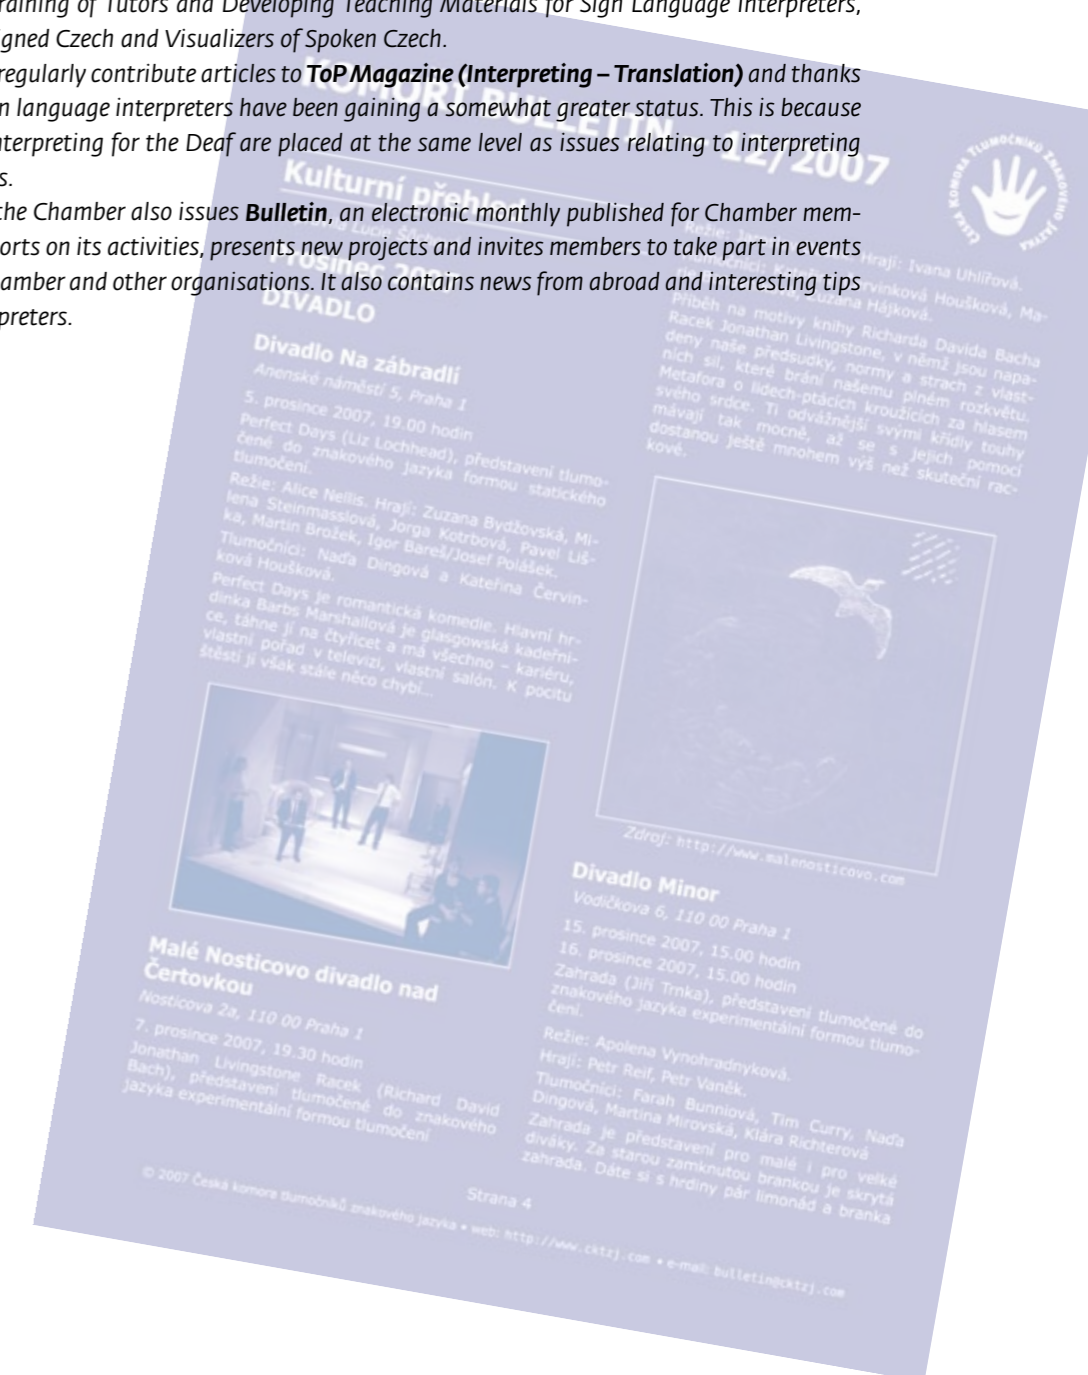 raining of Tutors and Developing Teaching Materials for Sign Language Interpreters,
igned Czech and Visualizers of Spoken Czech.
regularly contribute articles to ToP Magazine (Interpreting – Translation) and thanks
n language interpreters have been gaining a somewhat greater status. This is because
nterpreting for the Deaf are placed at the same level as issues relating to interpreting
s.
the Chamber also issues Bulletin, an electronic monthly published for Chamber mem-
orts on its activities, presents new projects and invites members to take part in events
hamber and other organisations. It also contains news from abroad and interesting tips
preters.
KOMOŘÍ BULLETIN – 12/2007
ČESKÁ KOMORA TLUMOČNÍKŮ ZNAKOVÉHO JAZYKA
Kulturní přehled
Lucie
Prosinec 2007
DIVADLO
Divadlo Na zábradlí
Anenské náměstí 5, Praha 1
5. prosince 2007, 19.00 hodin
Perfect Days (Liz Lochhead), představení tlumo-
čené do znakového jazyka formou statického
tlumočení.
Režie: Alice Nellis. Hrají: Zuzana Bydžovská, Mi-
lena Steinmasslová, Jorga Kotrbová, Pavel Liš-
ka, Martin Brožek, Igor Bareš/Josef Polášek.
Tlumočníci: Naďa Dingová a Kateřina Červin-
ková Houšková.
Perfect Days je romantická komedie. Hlavní hr-
dinka Barbs Marshallová je glasgowská kadeřni-
ce, táhne jí na čtyřicet a má všechno – kariéru,
vlastní pořad v televizi, vlastní salón. K pocitu
štěstí jí však stále něco chybí...
Malé Nosticovo divadlo nad
Čertovkou
Nosticova 2a, 110 00 Praha 1
7. prosince 2007, 19.30 hodin
Jonathan Livingstone Racek (Richard David
Bach), představení tlumočené do znakového
jazyka experimentální formou tlumočení
Režie: Hrají: Ivana Uhlířová.
Tlumočníci: Kateřina Červinková Houšková, Ma-
Zuzana Hájková.
Příběh na motivy knihy Richarda Davida Bacha
Racek Jonathan Livingstone, v němž jsou napa-
deny naše předsudky, normy a strach z vlast-
ních sil, které brání našemu plném rozkvětu.
Metafora o lidech-ptácích kroužících za hlasem
svého srdce. Ti odvážnější svými křídly touhy
mávají tak mocně, až se s jejich pomocí
dostanou ještě mnohem výš než skuteční rac-
kové.
Zdroj: http://www.malenosticovo.com
Divadlo Minor
Vodičkova 6, 110 00 Praha 1
15. prosince 2007, 15.00 hodin
16. prosince 2007, 15.00 hodin
Zahrada (Jiří Trnka), představení tlumočené do
znakového jazyka experimentální formou tlumo-
čení.
Režie: Apolena Vynohradnyková.
Hrají: Petr Reif, Petr Vaněk.
Tlumočníci: Farah Bunniová, Tim Curry, Naďa
Dingová, Martina Mirovská, Klára Richterová
Zahrada je představení pro malé i pro velké
diváky. Za starou zamknutou brankou je skrytá
zahrada. Dáte si s hrdiny pár limonád a branka
Strana 4
© 2007 Česká komora tlumočníků znakového jazyka • web: http://www.cktzj.com • e-mail: bulletin@cktzj.com